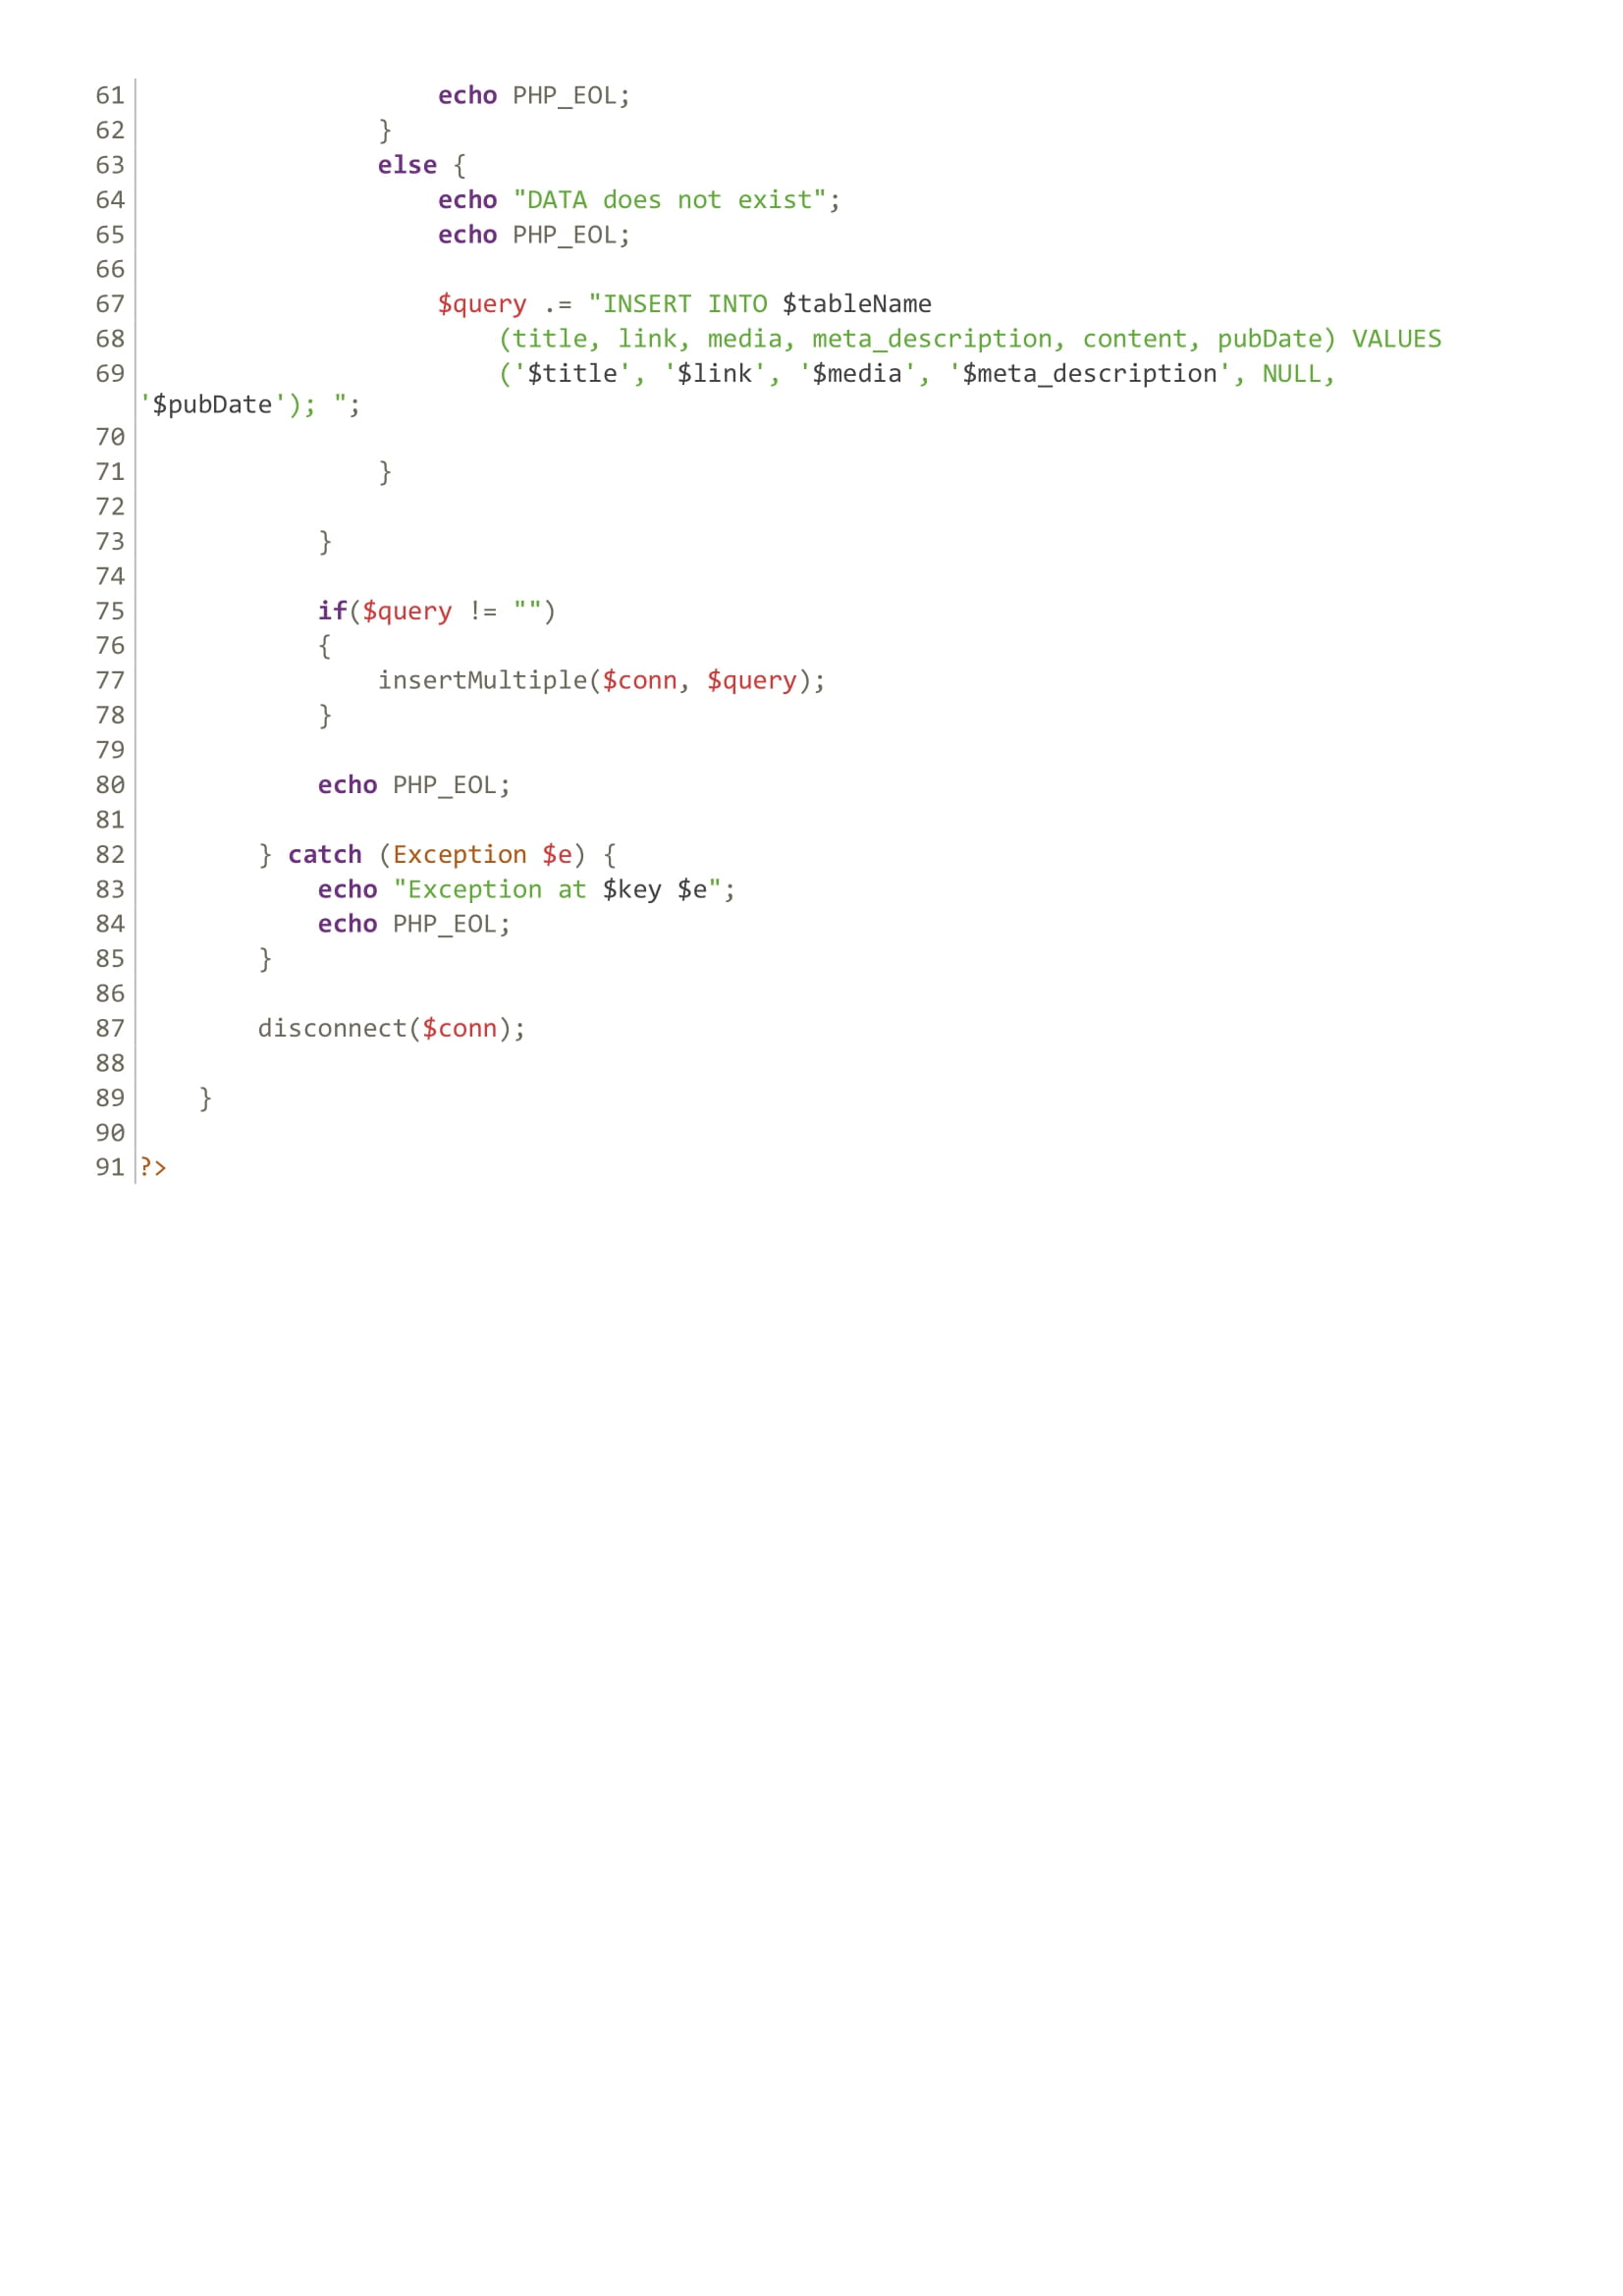 61                    echo PHP_EOL;
62                }
63                else {
64                    echo "DATA does not exist";
65                    echo PHP_EOL;
66
67                    $query .= "INSERT INTO $tableName
68                        (title, link, media, meta_description, content, pubDate) VALUES
69                        ('$title', '$link', '$media', '$meta_description', NULL,
'$pubDate'); ";
70
71                }
72
73            }
74
75            if($query != "")
76            {
77                insertMultiple($conn, $query);
78            }
79
80            echo PHP_EOL;
81
82        } catch (Exception $e) {
83            echo "Exception at $key $e";
84            echo PHP_EOL;
85        }
86
87        disconnect($conn);
88
89    }
90
91 ?>